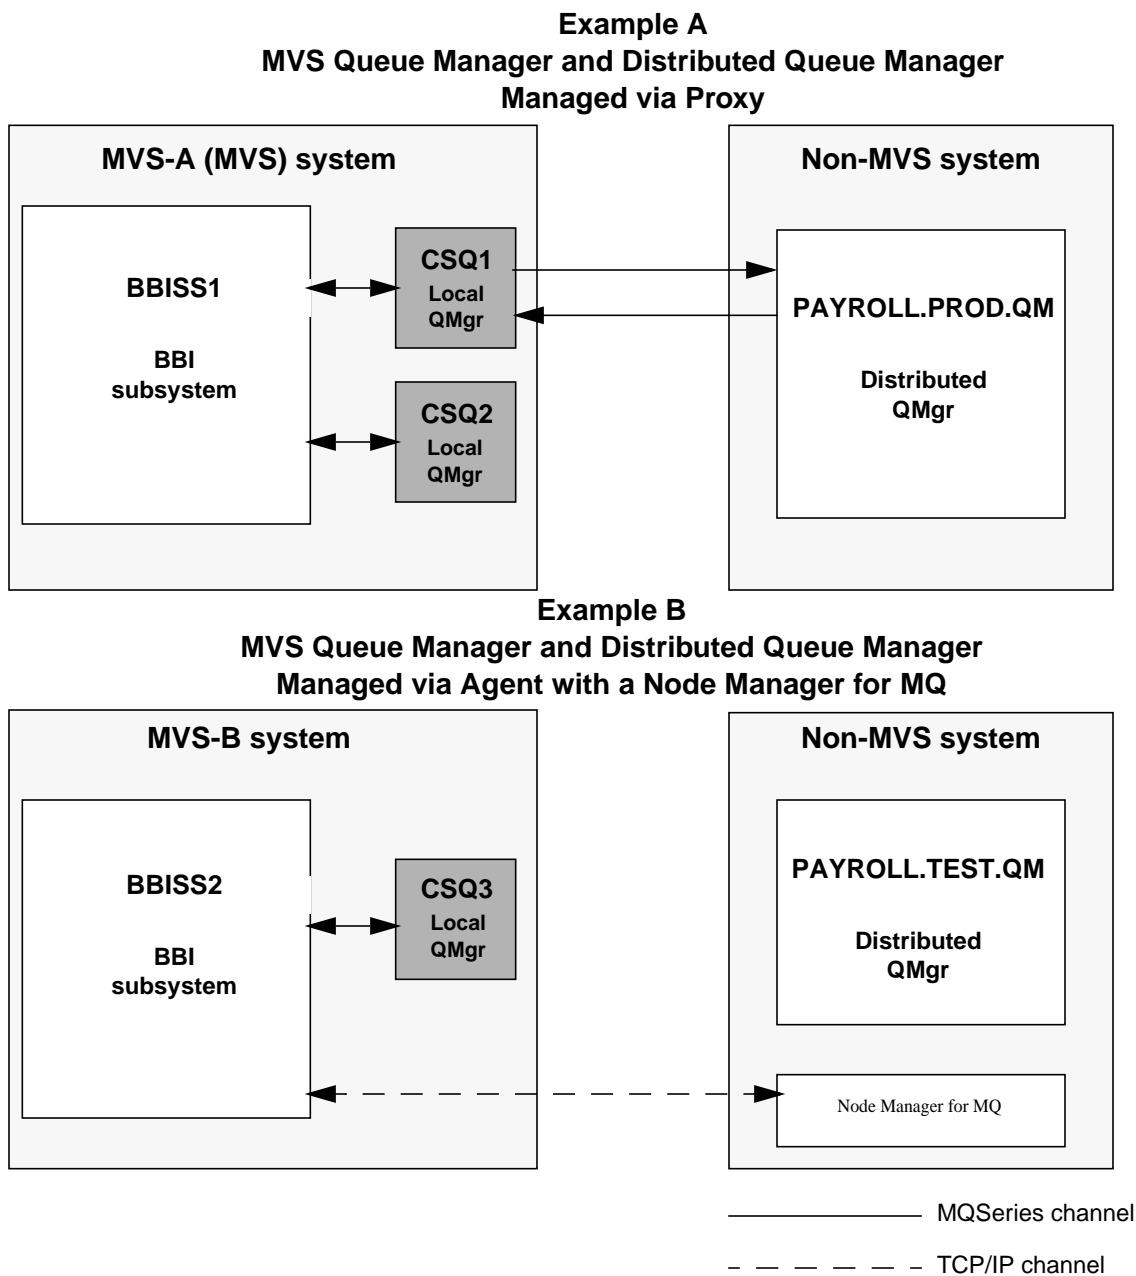 Example A
MVS Queue Manager and Distributed Queue Manager
Managed via Proxy
MVS-A (MVS) system
Non-MVS system
BBISS1
BBI
subsystem
CSQ1
Local
QMgr
CSQ2
Local
QMgr
PAYROLL.PROD.QM
Distributed
QMgr
Example B
MVS Queue Manager and Distributed Queue Manager
Managed via Agent with a Node Manager for MQ
MVS-B system
Non-MVS system
BBISS2
BBI
subsystem
CSQ3
Local
QMgr
PAYROLL.TEST.QM
Distributed
QMgr
Node Manager for MQ
MQSeries channel
TCP/IP channel